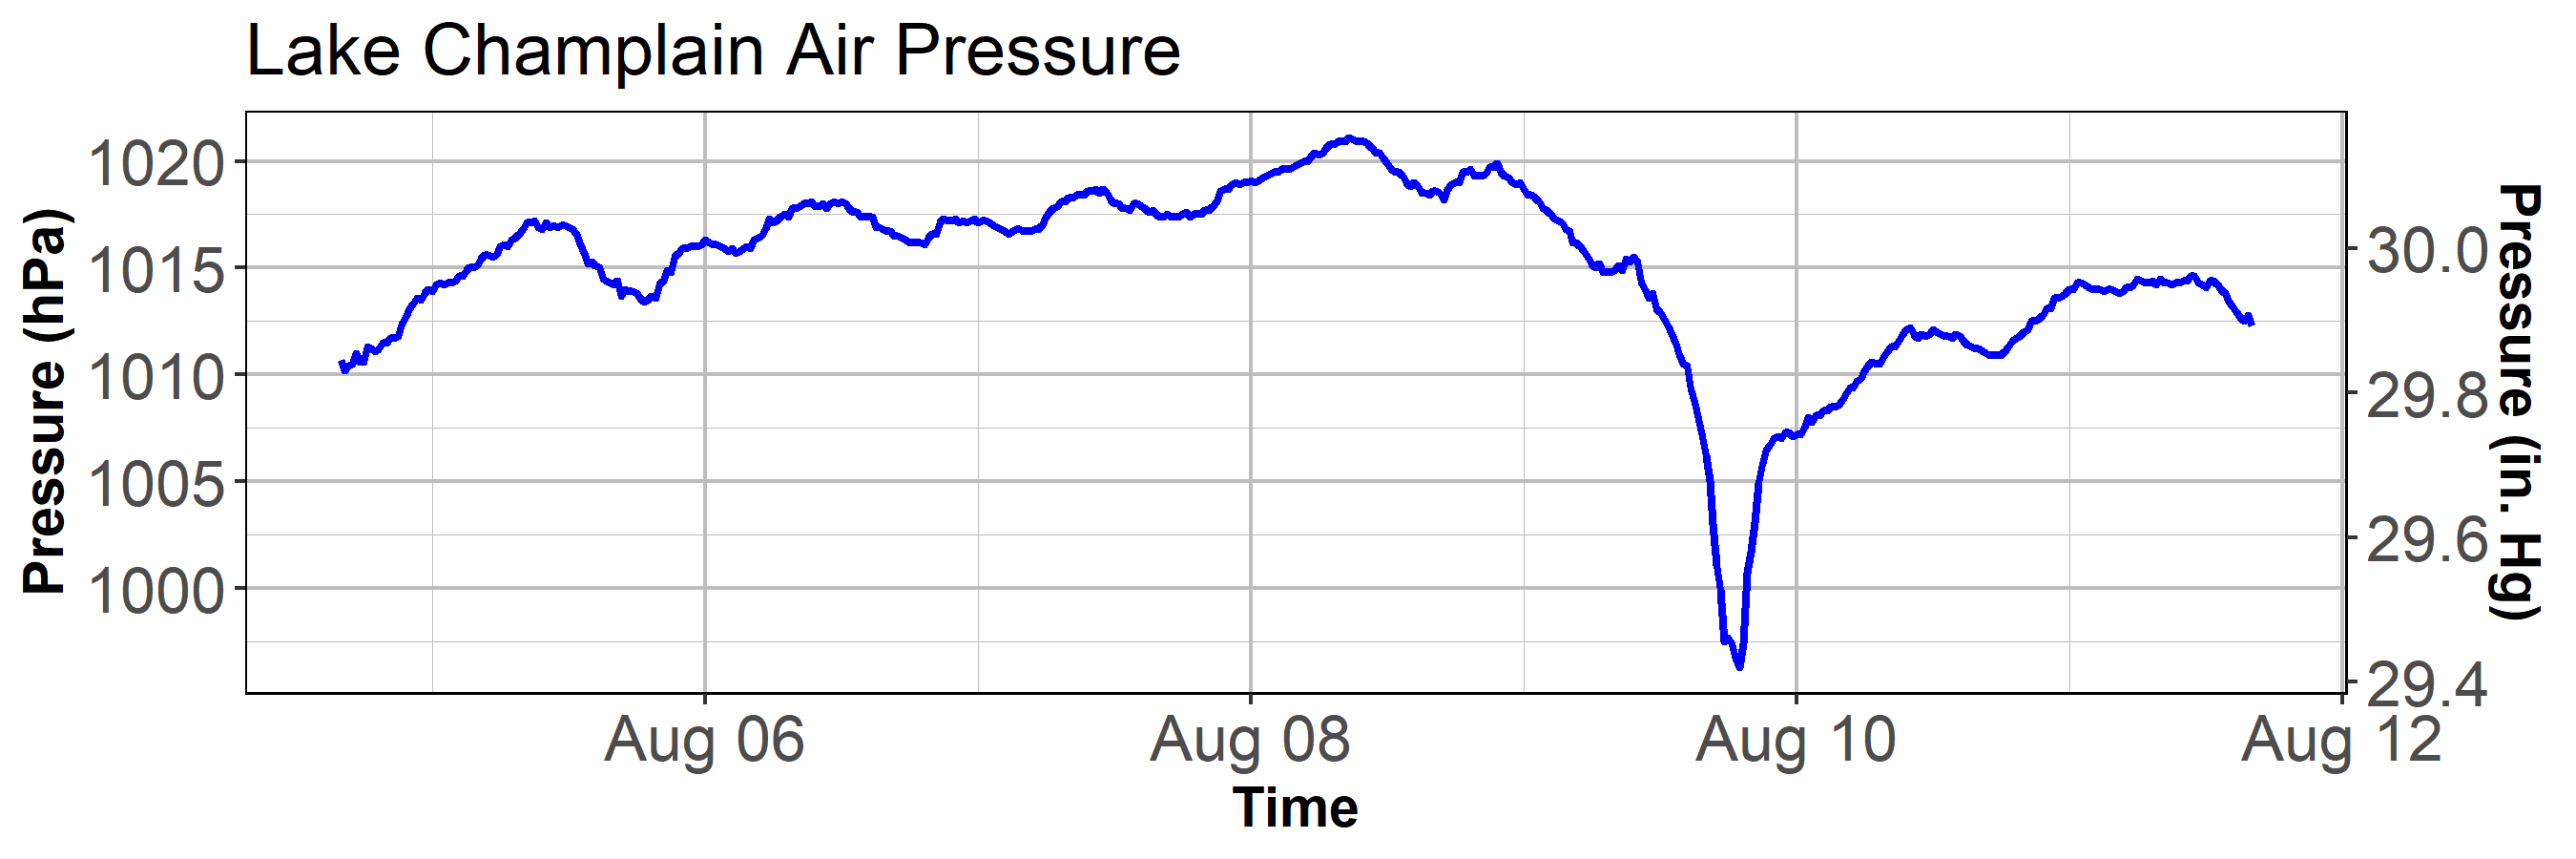 Lake Champlain Air Pressure
Pressure (hPa)
1020
1015
1010
1005
1000
30.0
29.8
29.6
29.4
Pressure (in. Hg)
Aug 06
Aug 08
Aug 10
Aug 12
Time